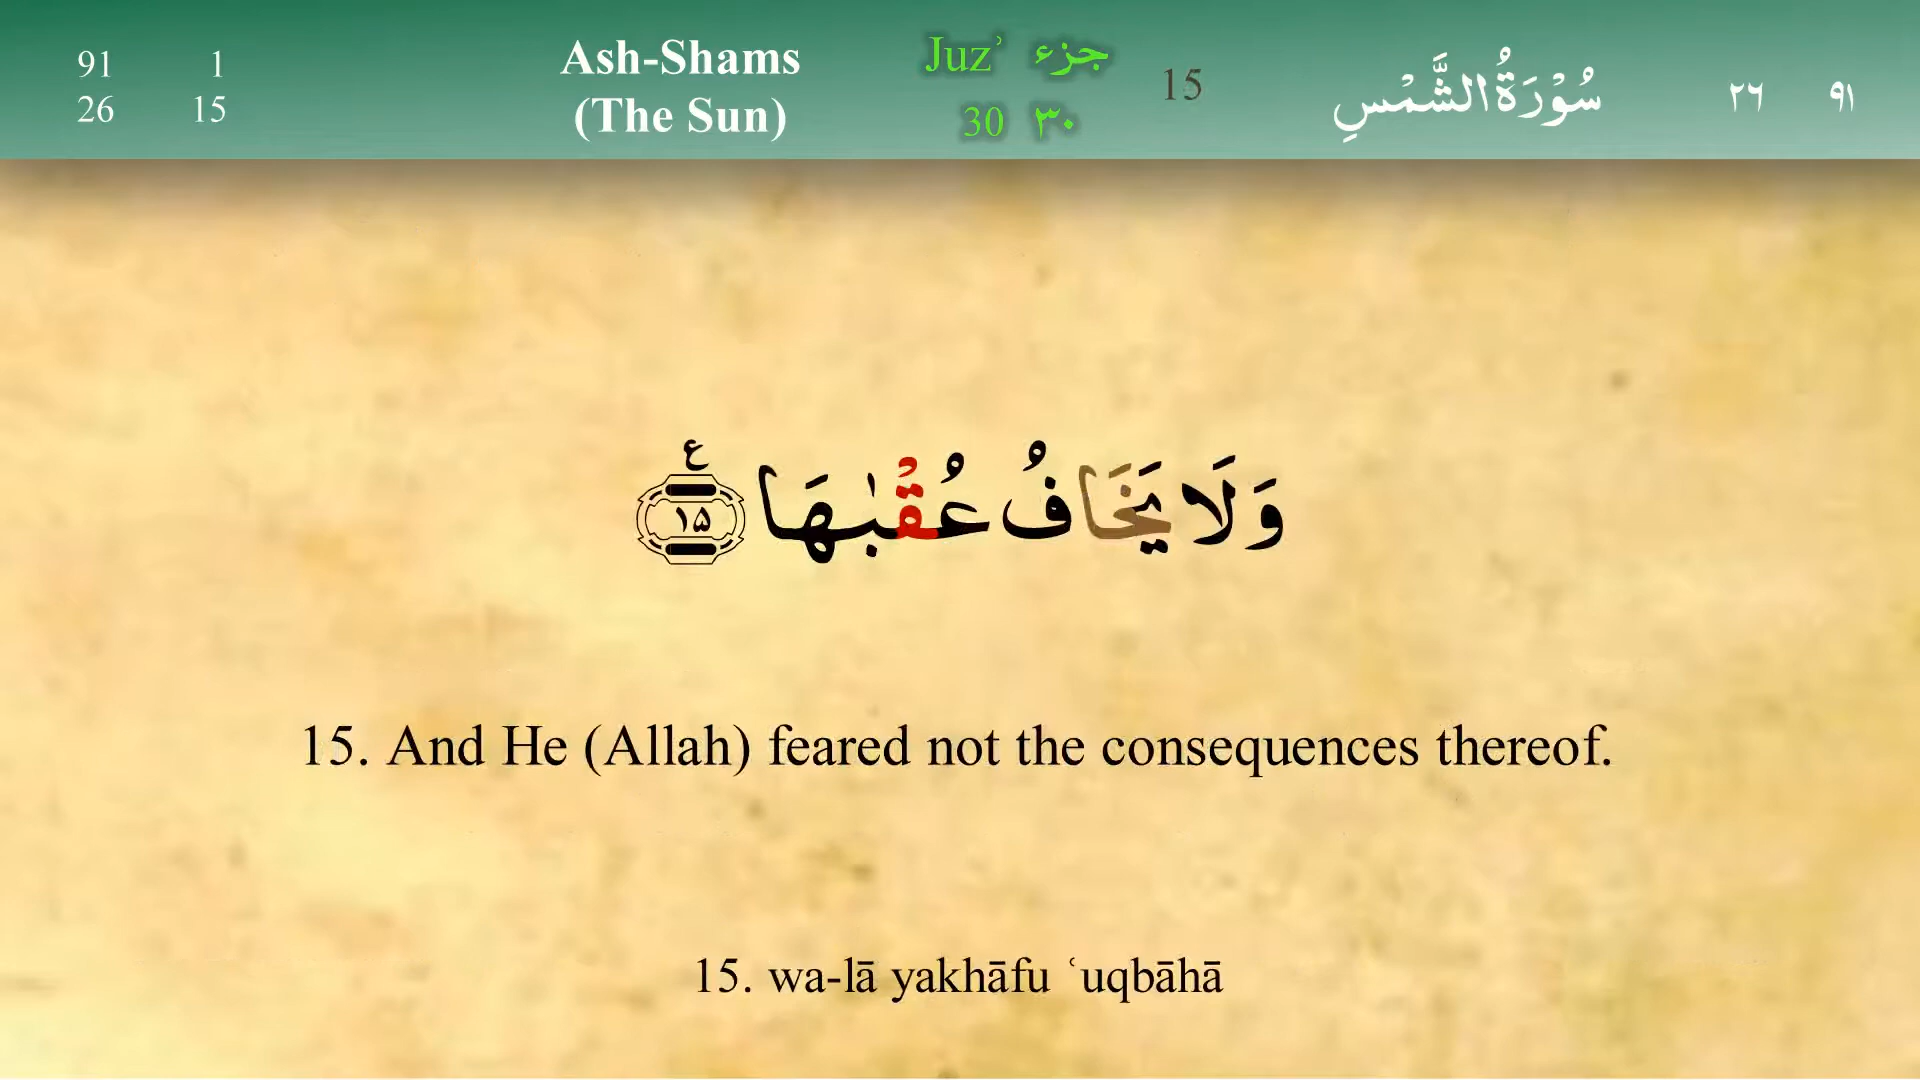 91 1
26 15
Ash-Shams
(The Sun)
Juzʾ جزء
30 ٣٠
15
سُوْرَةُ الشَّمْسِ
٢٦ ٩١
وَلَا يَخَافُ عُقْبٰهَا ١٥ ع
15. And He (Allah) feared not the consequences thereof.
15. wa-lā yakhāfu ʿuqbāhā